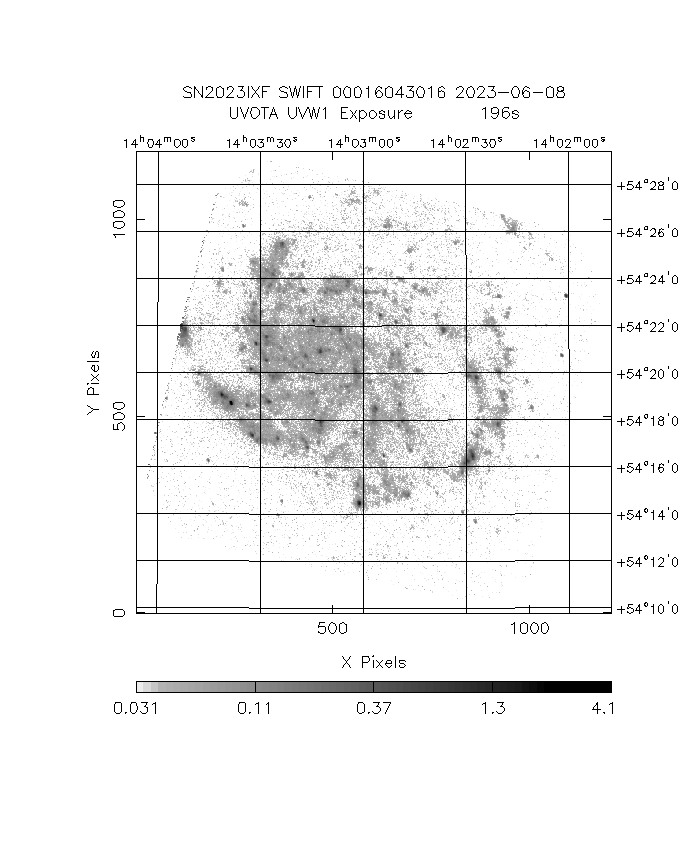 SN2023IXF SWIFT 00016043016 2023-06-08
UVOTA UVW1 Exposure 196s
14ʰ04ᵐ00ˢ 14ʰ03ᵐ30ˢ 14ʰ03ᵐ00ˢ 14ʰ02ᵐ30ˢ 14ʰ02ᵐ00ˢ
+54°28'0
+54°26'0
+54°24'0
+54°22'0
+54°20'0
+54°18'0
+54°16'0
+54°14'0
+54°12'0
+54°10'0
1000
500
0
Y Pixels
500 1000
X Pixels
0.031 0.11 0.37 1.3 4.1